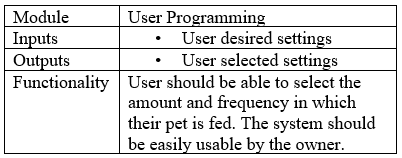 Module User Programming
Inputs • User desired settings
Outputs • User selected settings
Functionality User should be able to select the
amount and frequency in which
their pet is fed. The system should
be easily usable by the owner.